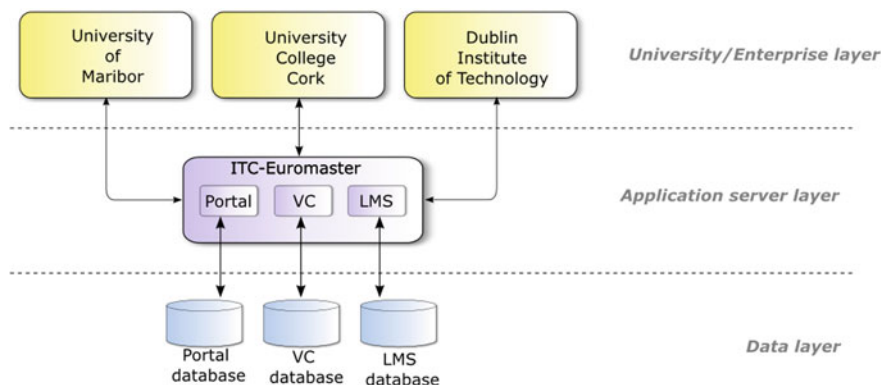 University
of
Maribor
University
College
Cork
Dublin
Institute
of Technology
University/Enterprise layer
ITC-Euromaster
Portal
VC
LMS
Application server layer
Portal
database
VC
database
LMS
database
Data layer